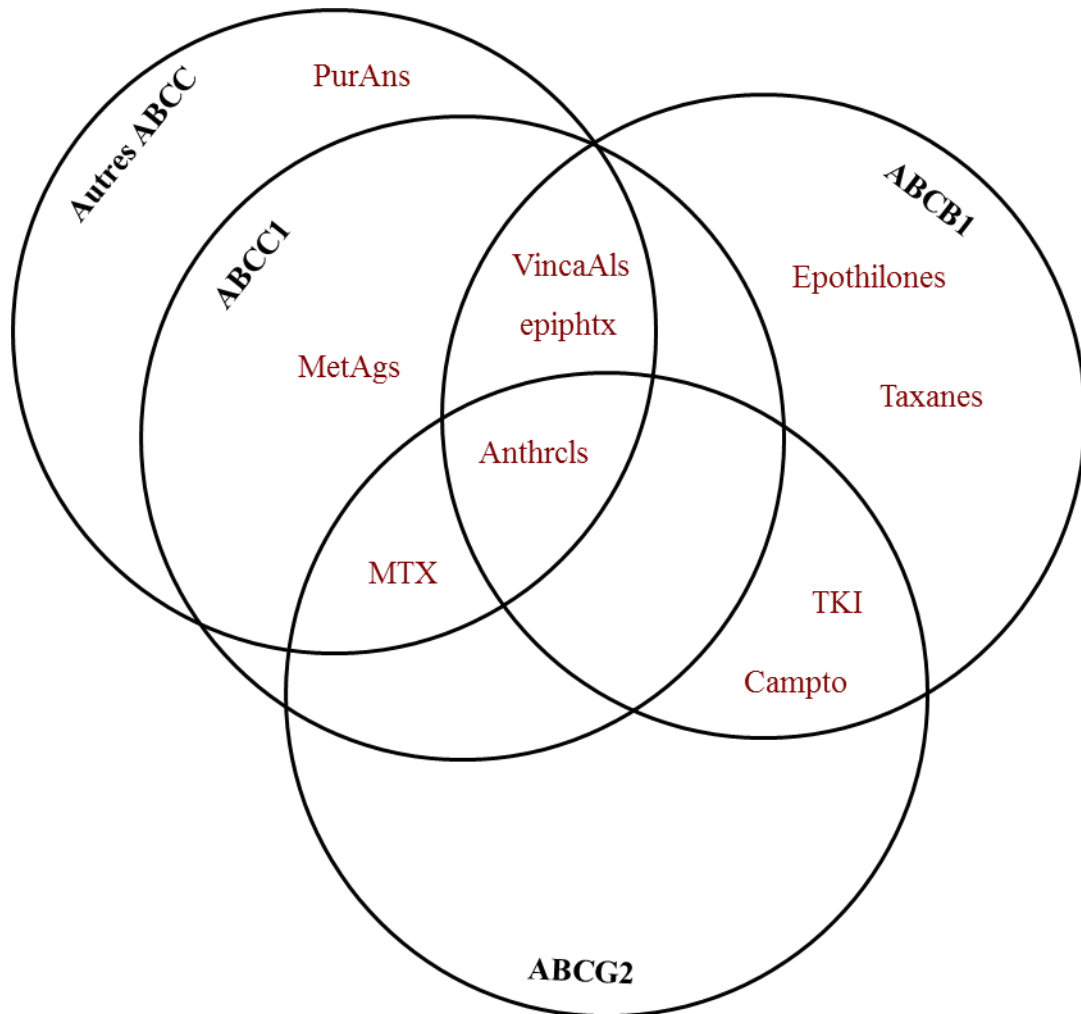 PurAns
Autres ABCC
ABCB1
ABCC1
VincaAls
Epothilones
epiphtx
MetAgs
Taxanes
Anthrcls
MTX
TKI
Campto
ABCG2